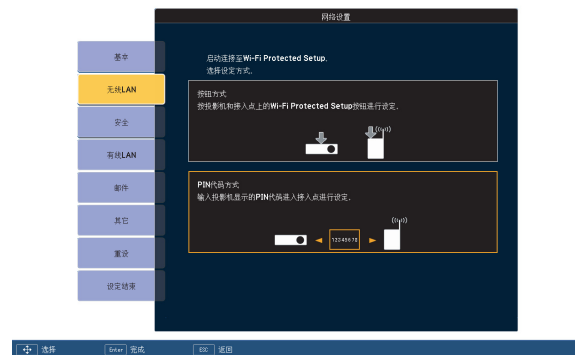 网络设置
基本
无线LAN
安全
有线LAN
邮件
其它
重设
设定结束
启动连接至Wi-Fi Protected Setup.
选择设定方式。
按钮方式
按投影机和接入点上的Wi-Fi Protected Setup按钮进行设定.
PIN代码方式
输入投影机显示的PIN代码进入接入点进行设定.
12345678
选择 Enter 完成 ESC 返回